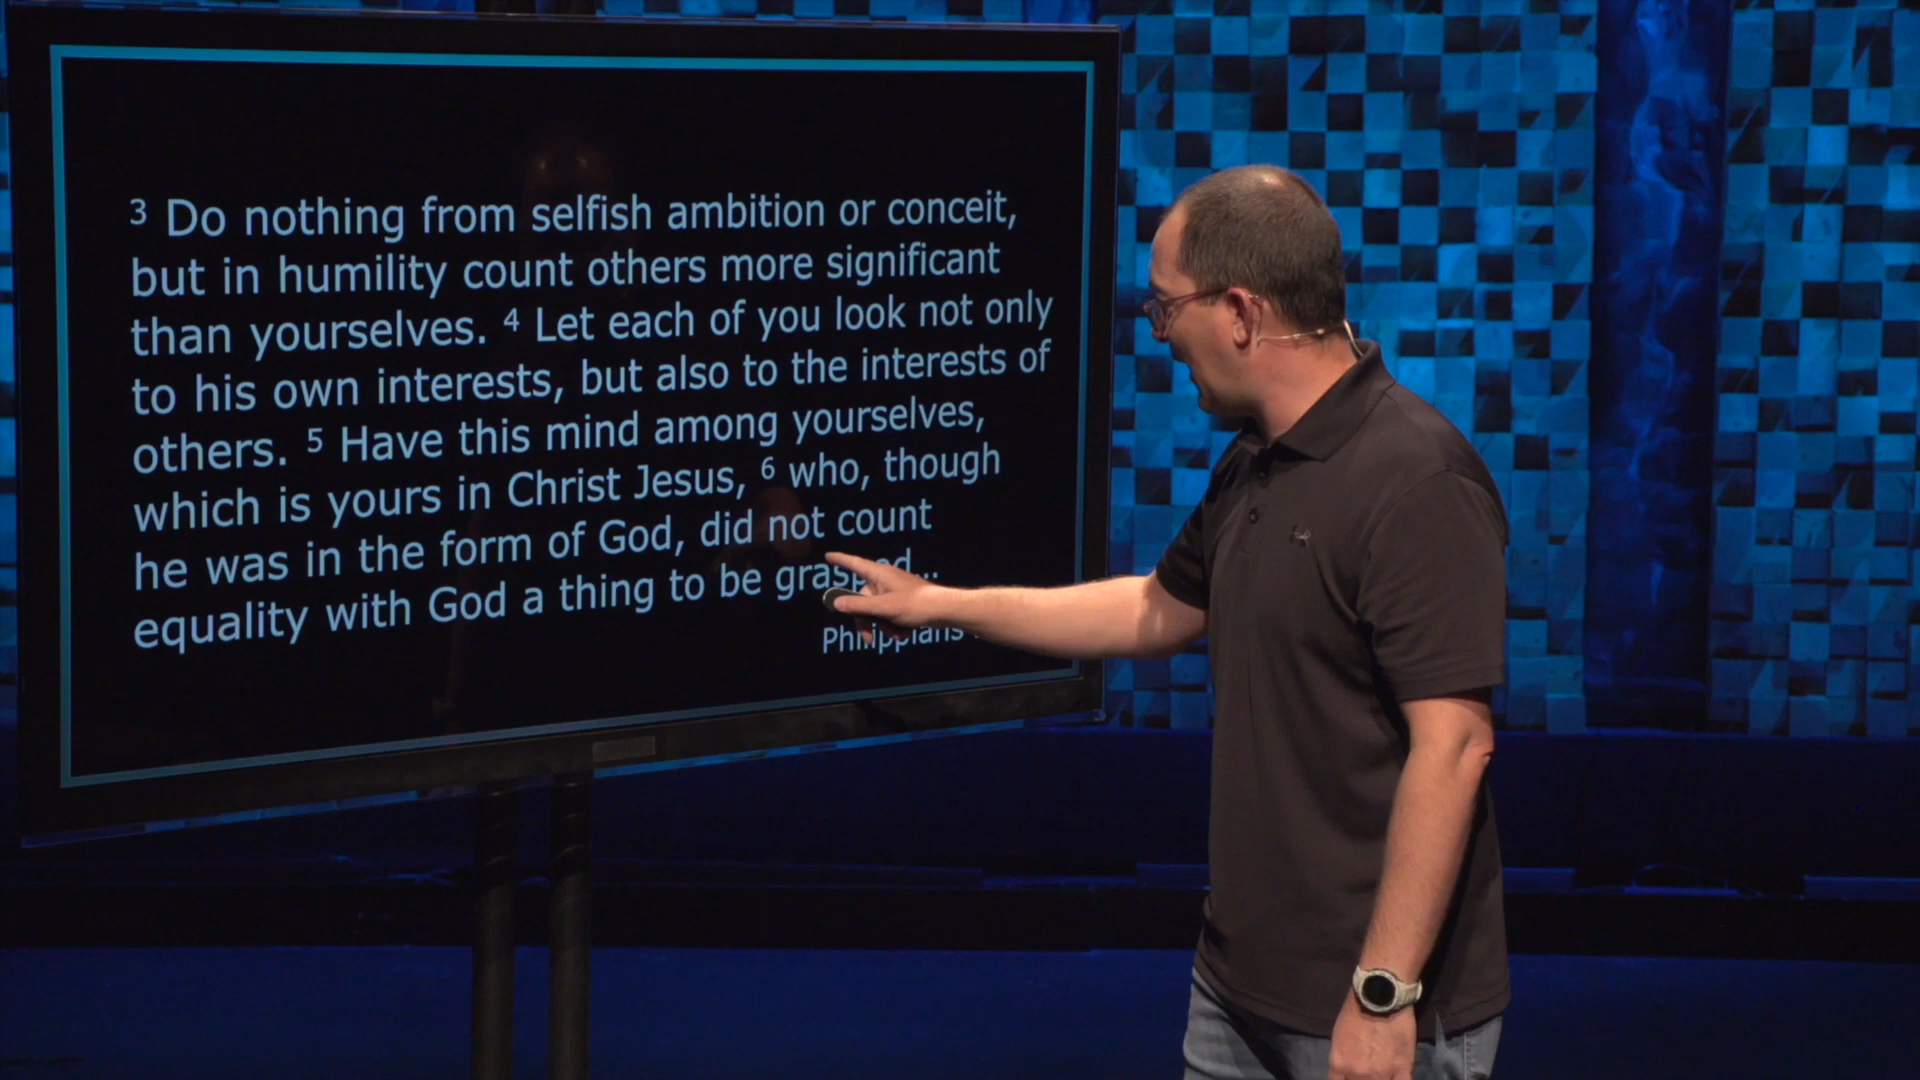 3 Do nothing from selfish ambition or conceit,
but in humility count others more significant
than yourselves. 4 Let each of you look not only
to his own interests, but also to the interests of
others. 5 Have this mind among yourselves,
which is yours in Christ Jesus, 6 who, though
he was in the form of God, did not count
equality with God a thing to be grasped...
Philippians